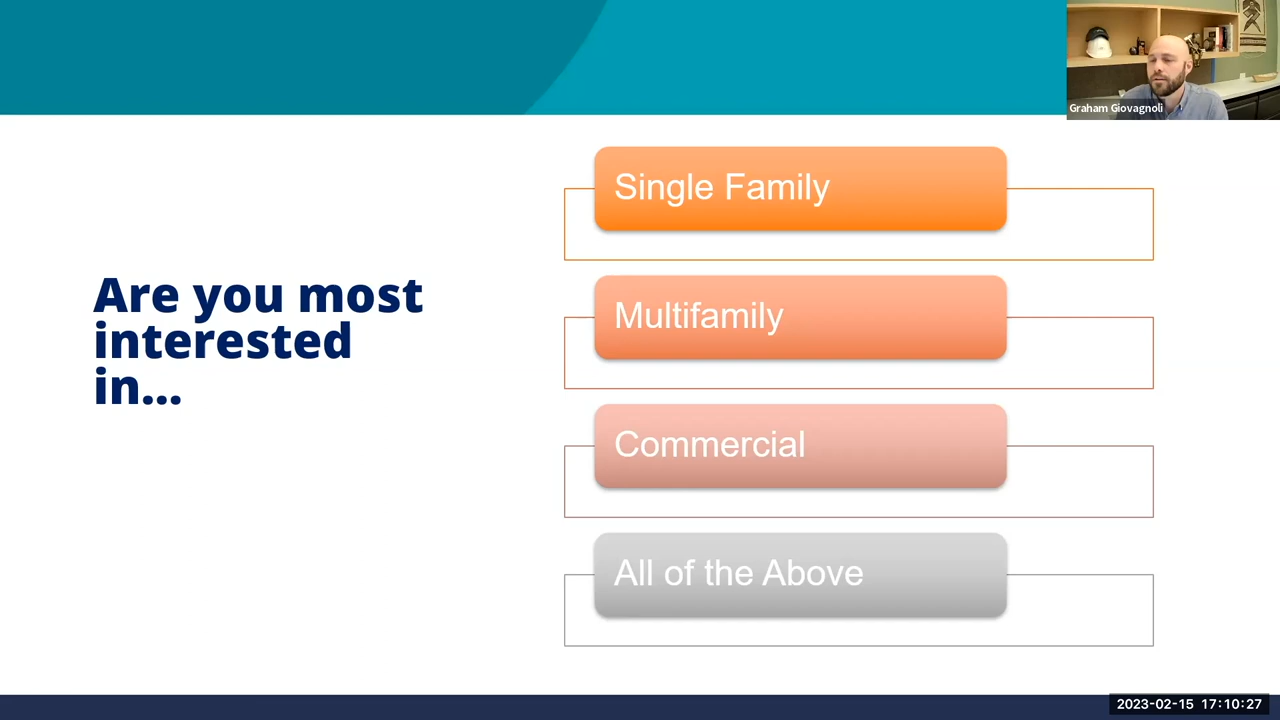 Graham Giovagnoli
Are you most
interested
in...
Single Family
Multifamily
Commercial
All of the Above
2023-02-15 17:10:27